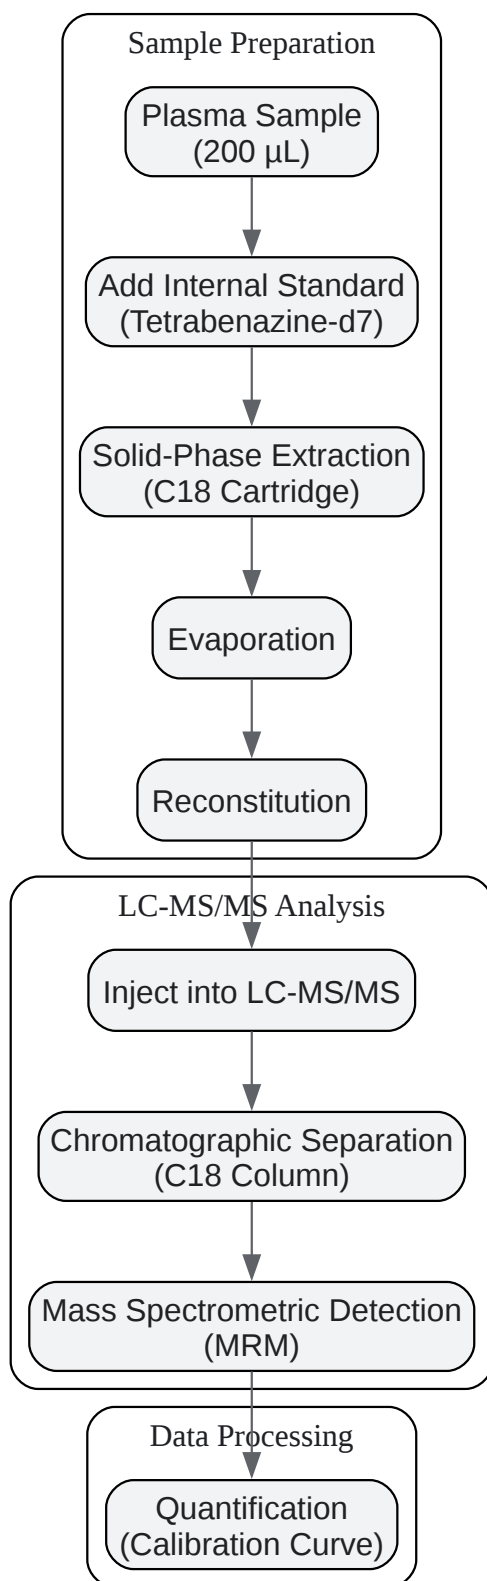 Sample Preparation
Plasma Sample
(200 µL)
Add Internal Standard
(Tetrabenazine-d7)
Solid-Phase Extraction
(C18 Cartridge)
Evaporation
Reconstitution
LC-MS/MS Analysis
Inject into LC-MS/MS
Chromatographic Separation
(C18 Column)
Mass Spectrometric Detection
(MRM)
Data Processing
Quantification
(Calibration Curve)